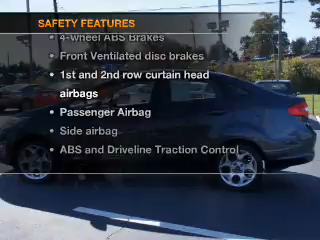 SAFETY FEATURES
• 4-wheel ABS Brakes
• Front Ventilated disc brakes
• 1st and 2nd row curtain head
airbags
• Passenger Airbag
• Side airbag
• ABS and Driveline Traction Control